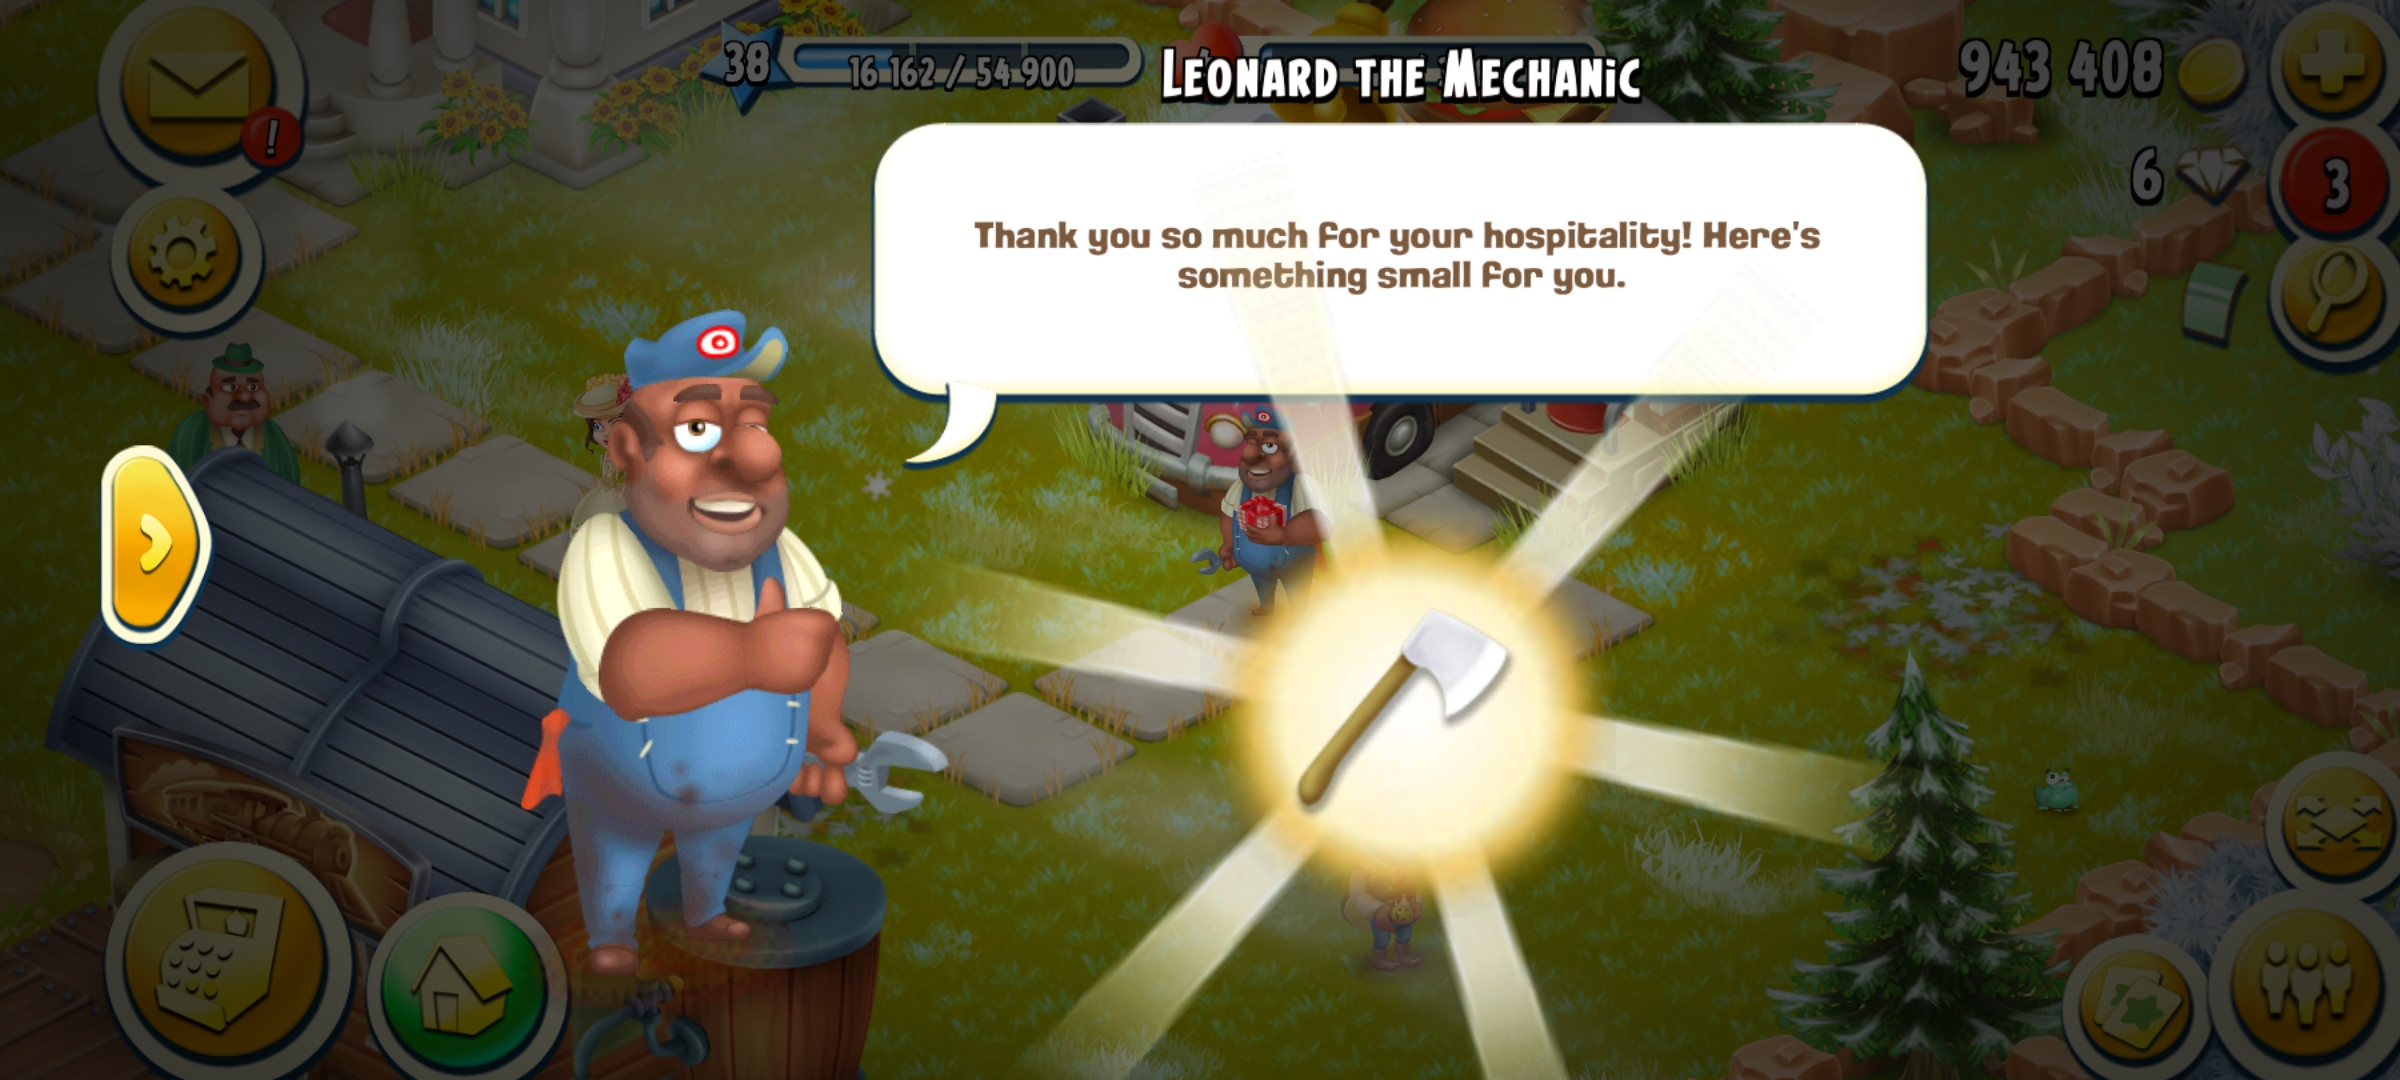 38
16 162 / 54 900
LEONARD THE MECHANiC
943 408
!
6
3
Thank you so much for your hospitality! Here's
something small for you.